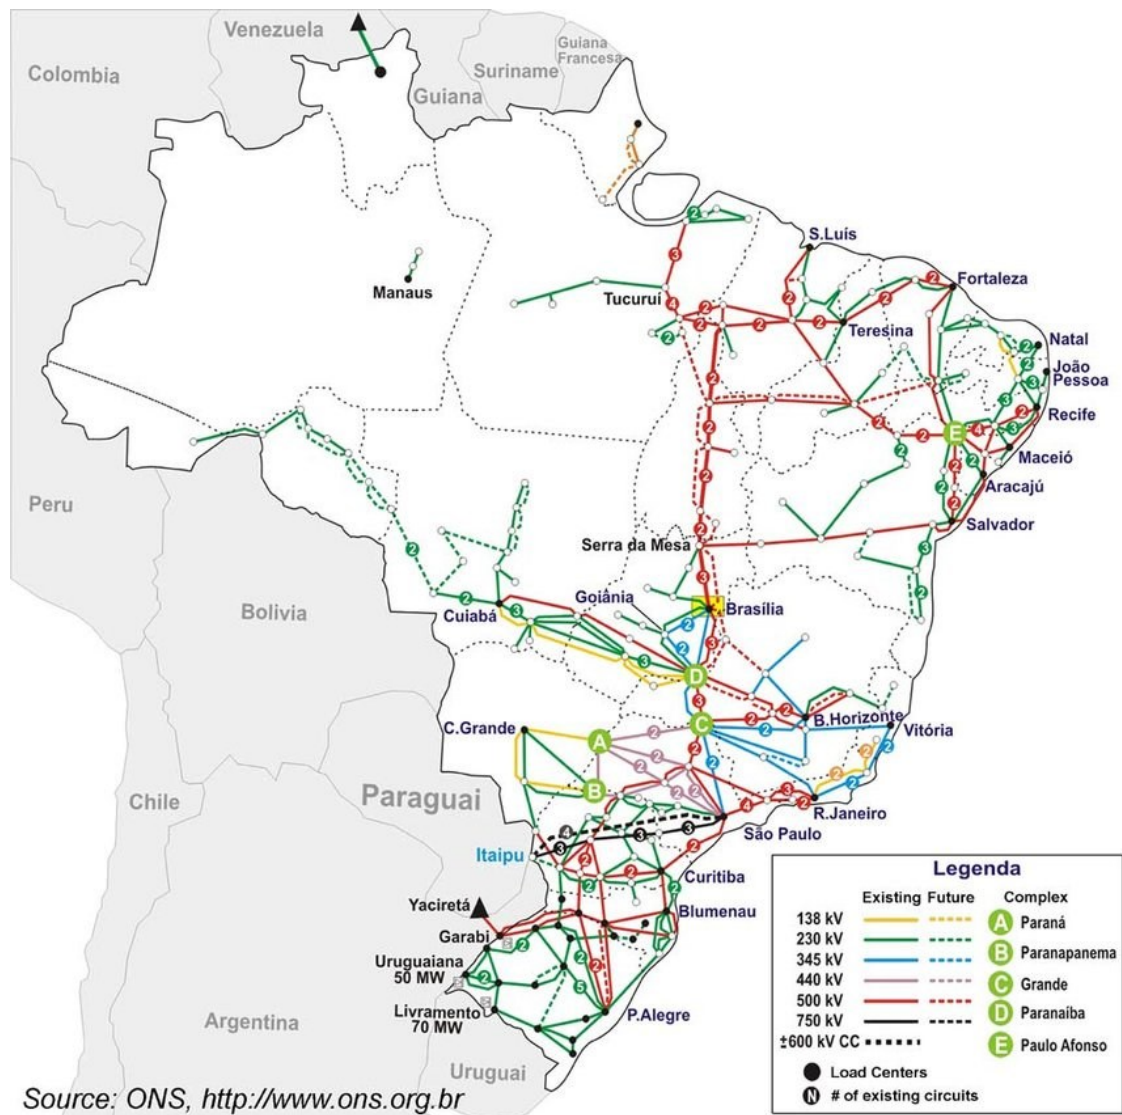 Venezuela
Guiana
Francesa
Colombia
Suriname
Guiana
S.Luís
Manaus
Tucuruí
Fortaleza
Teresina
Natal
João
Pessoa
Recife
Maceió
Aracajú
Salvador
Peru
Serra da Mesa
Bolivia
Cuiabá
Goiânia
Brasília
B.Horizonte
Vitória
C.Grande
Chile
Paraguai
R.Janeiro
São Paulo
Itaipu
Curitiba
Yaciretá
Blumenau
Garabi
Uruguaiana
50 MW
Livramento
70 MW
P.Alegre
Argentina
Uruguai
A
B
C
D
E
Legenda
Existing Future Complex
138 kV A Paraná
230 kV B Paranapanema
345 kV
440 kV C Grande
500 kV D Paranaíba
750 kV
±600 kV CC E Paulo Afonso
Load Centers
N # of existing circuits
Source: ONS, http://www.ons.org.br